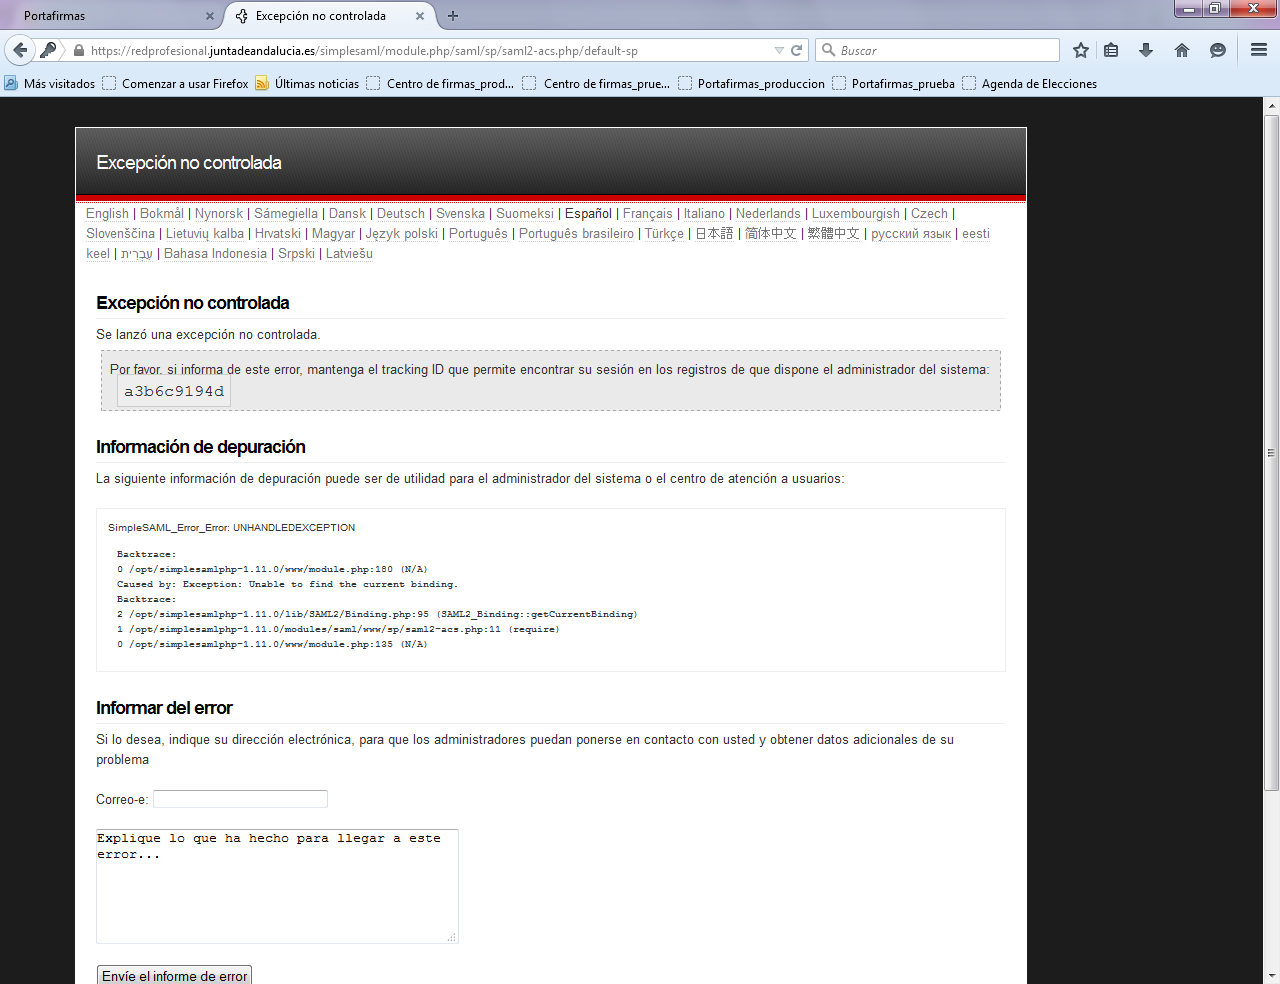 Portafirmas
Excepción no controlada
https://redprofesional.juntadeandalucia.es/simplesaml/module.php/saml/sp/saml2-acs.php/default-sp
Buscar
Más visitados Comenzar a usar Firefox Últimas noticias Centro de firmas_prod... Centro de firmas_prue... Portafirmas_produccion Portafirmas_prueba Agenda de Elecciones
Excepción no controlada
English | Bokmål | Nynorsk | Sámegiella | Dansk | Deutsch | Svenska | Suomeksi | Español | Français | Italiano | Nederlands | Luxembourgish | Czech |
Slovenščina | Lietuvių kalba | Hrvatski | Magyar | Język polski | Português | Português brasileiro | Türkçe | 日本語 | 简体中文 | 繁體中文 | русский язык | eesti
keel | עִבְרִית | Bahasa Indonesia | Srpski | Latviešu
Excepción no controlada
Se lanzó una excepción no controlada.
Por favor, si informa de este error, mantenga el tracking ID que permite encontrar su sesión en los registros de que dispone el administrador del sistema:
a3b6c9194d
Información de depuración
La siguiente información de depuración puede ser de utilidad para el administrador del sistema o el centro de atención a usuarios:
SimpleSAML_Error_Error: UNHANDLEDEXCEPTION
Backtrace:
0 /opt/simplesamlphp-1.11.0/www/module.php:180 (N/A)
Caused by: Exception: Unable to find the current binding.
Backtrace:
2 /opt/simplesamlphp-1.11.0/lib/SAML2/Binding.php:95 (SAML2_Binding::getCurrentBinding)
1 /opt/simplesamlphp-1.11.0/modules/saml/www/sp/saml2-acs.php:11 (require)
0 /opt/simplesamlphp-1.11.0/www/module.php:135 (N/A)
Informar del error
Si lo desea, indique su dirección electrónica, para que los administradores puedan ponerse en contacto con usted y obtener datos adicionales de su
problema
Correo-e:
Explique lo que ha hecho para llegar a este
error...
Envíe el informe de error